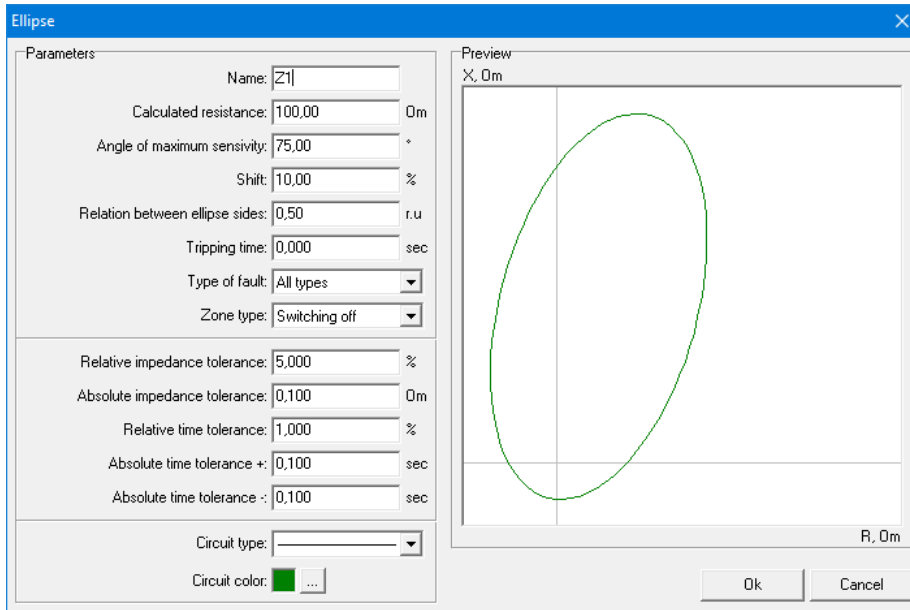 Ellipse
Parameters
Name: Z1
Calculated resistance: 100,00 Om
Angle of maximum sensivity: 75,00 °
Shift: 10,00 %
Relation between ellipse sides: 0,50 r.u
Tripping time: 0,000 sec
Type of fault: All types
Zone type: Switching off
Relative impedance tolerance: 5,000 %
Absolute impedance tolerance: 0,100 Om
Relative time tolerance: 1,000 %
Absolute time tolerance +: 0,100 sec
Absolute time tolerance -: 0,100 sec
Circuit type:
Circuit color: ...
Preview
X, Om
R, Om
Ok Cancel